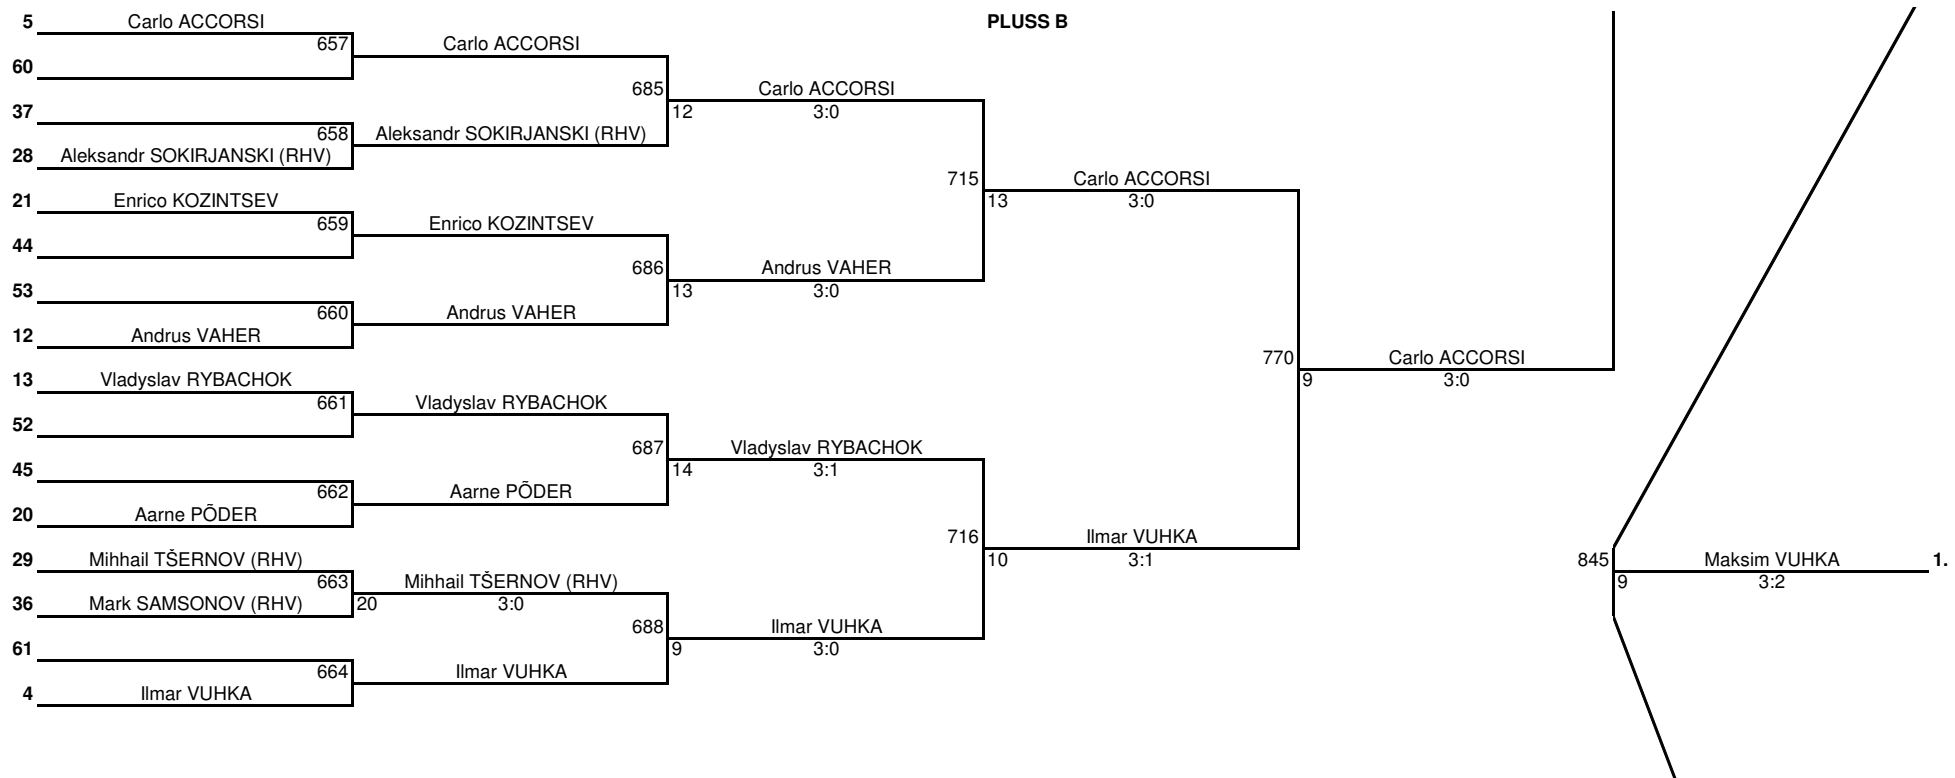 5 Carlo ACCORSI PLUSS B
657 Carlo ACCORSI
60
685 Carlo ACCORSI
37 12 3:0
658 Aleksandr SOKIRJANSKI (RHV)
28 Aleksandr SOKIRJANSKI (RHV)
715 Carlo ACCORSI
21 Enrico KOZINTSEV 13 3:0
659 Enrico KOZINTSEV
44
686 Andrus VAHER
53 13 3:0
660 Andrus VAHER
12 Andrus VAHER
770 Carlo ACCORSI
13 Vladyslav RYBACHOK 9 3:0
661 Vladyslav RYBACHOK
52
687 Vladyslav RYBACHOK
45 14 3:1
662 Aarne PÕDER
20 Aarne PÕDER
716 Ilmar VUHKA
29 Mihhail TŠERNOV (RHV) 10 3:1 845 Maksim VUHKA 1.
663 Mihhail TŠERNOV (RHV) 9 3:2
36 Mark SAMSONOV (RHV) 20 3:0
688 Ilmar VUHKA
61 9 3:0
664 Ilmar VUHKA
4 Ilmar VUHKA